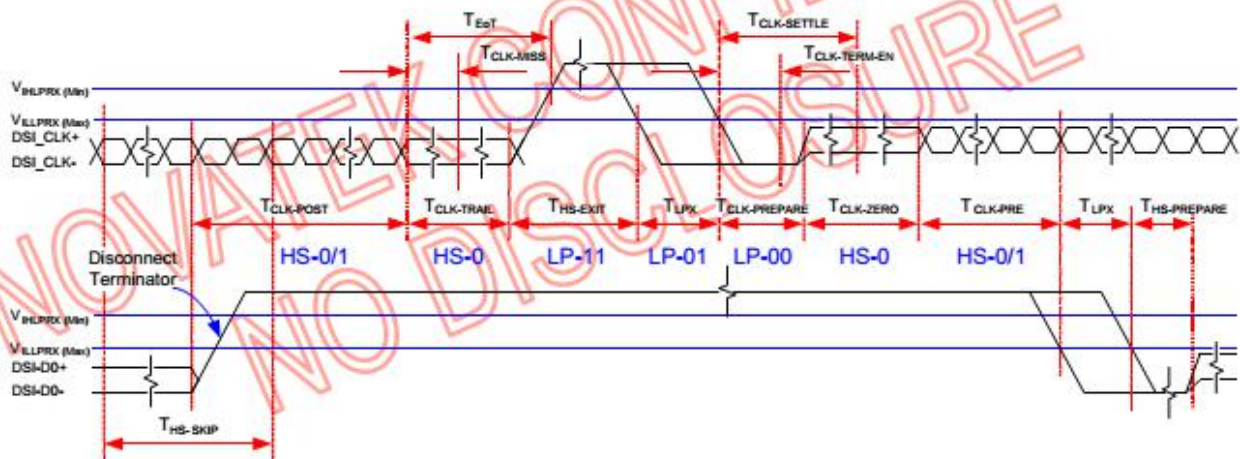 TEoT
TCLK-SETTLE
TCLK-MISS
TCLK-TERM-EN
VIHLPRX (Min)
VILLPRX (Max)
DSI_CLK+
DSI_CLK-
TCLK-POST
TCLK-TRAIL
THS-EXIT
TLPX
TCLK-PREPARE
TCLK-ZERO
TCLK-PRE
TLPX
THS-PREPARE
Disconnect
Terminator
HS-0/1
HS-0
LP-11
LP-01
LP-00
HS-0
HS-0/1
VIHLPRX (Min)
VILLPRX (Max)
DSI-D0+
DSI-D0-
THS-SKIP
NOVATEK
NO DISCLOSURE